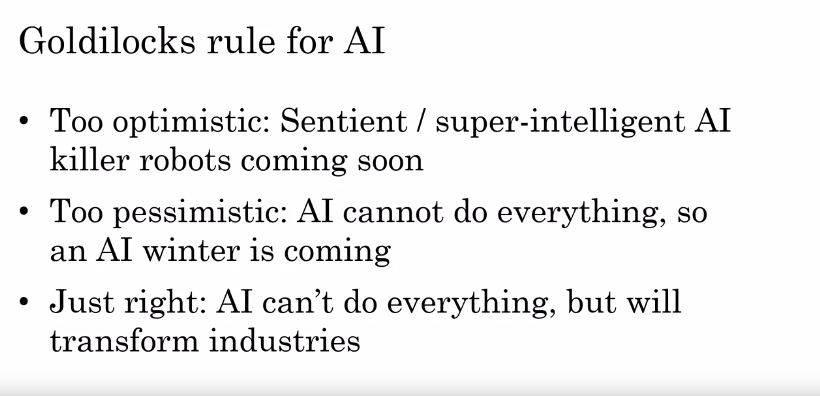 Goldilocks rule for AI
• Too optimistic: Sentient / super-intelligent AI
killer robots coming soon
• Too pessimistic: AI cannot do everything, so
an AI winter is coming
• Just right: AI can’t do everything, but will
transform industries